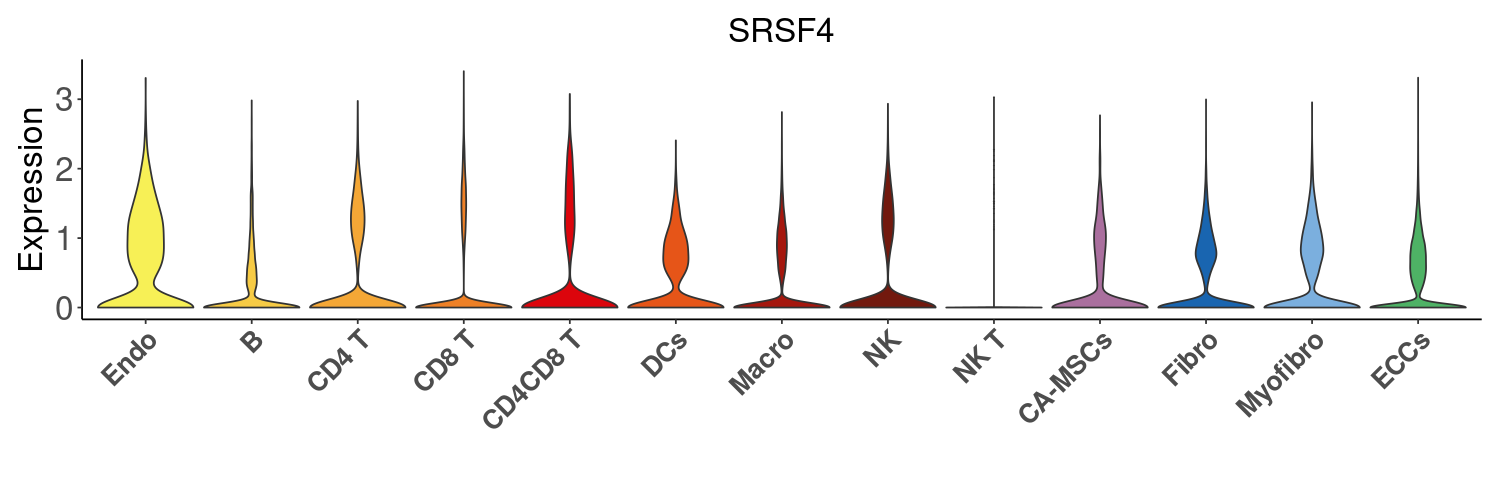 SRSF4
Expression
3
2
1
0
Endo
B
CD4 T
CD8 T
CD4CD8 T
DCs
Macro
NK
NK T
CA-MSCs
Fibro
Myofibro
ECCs